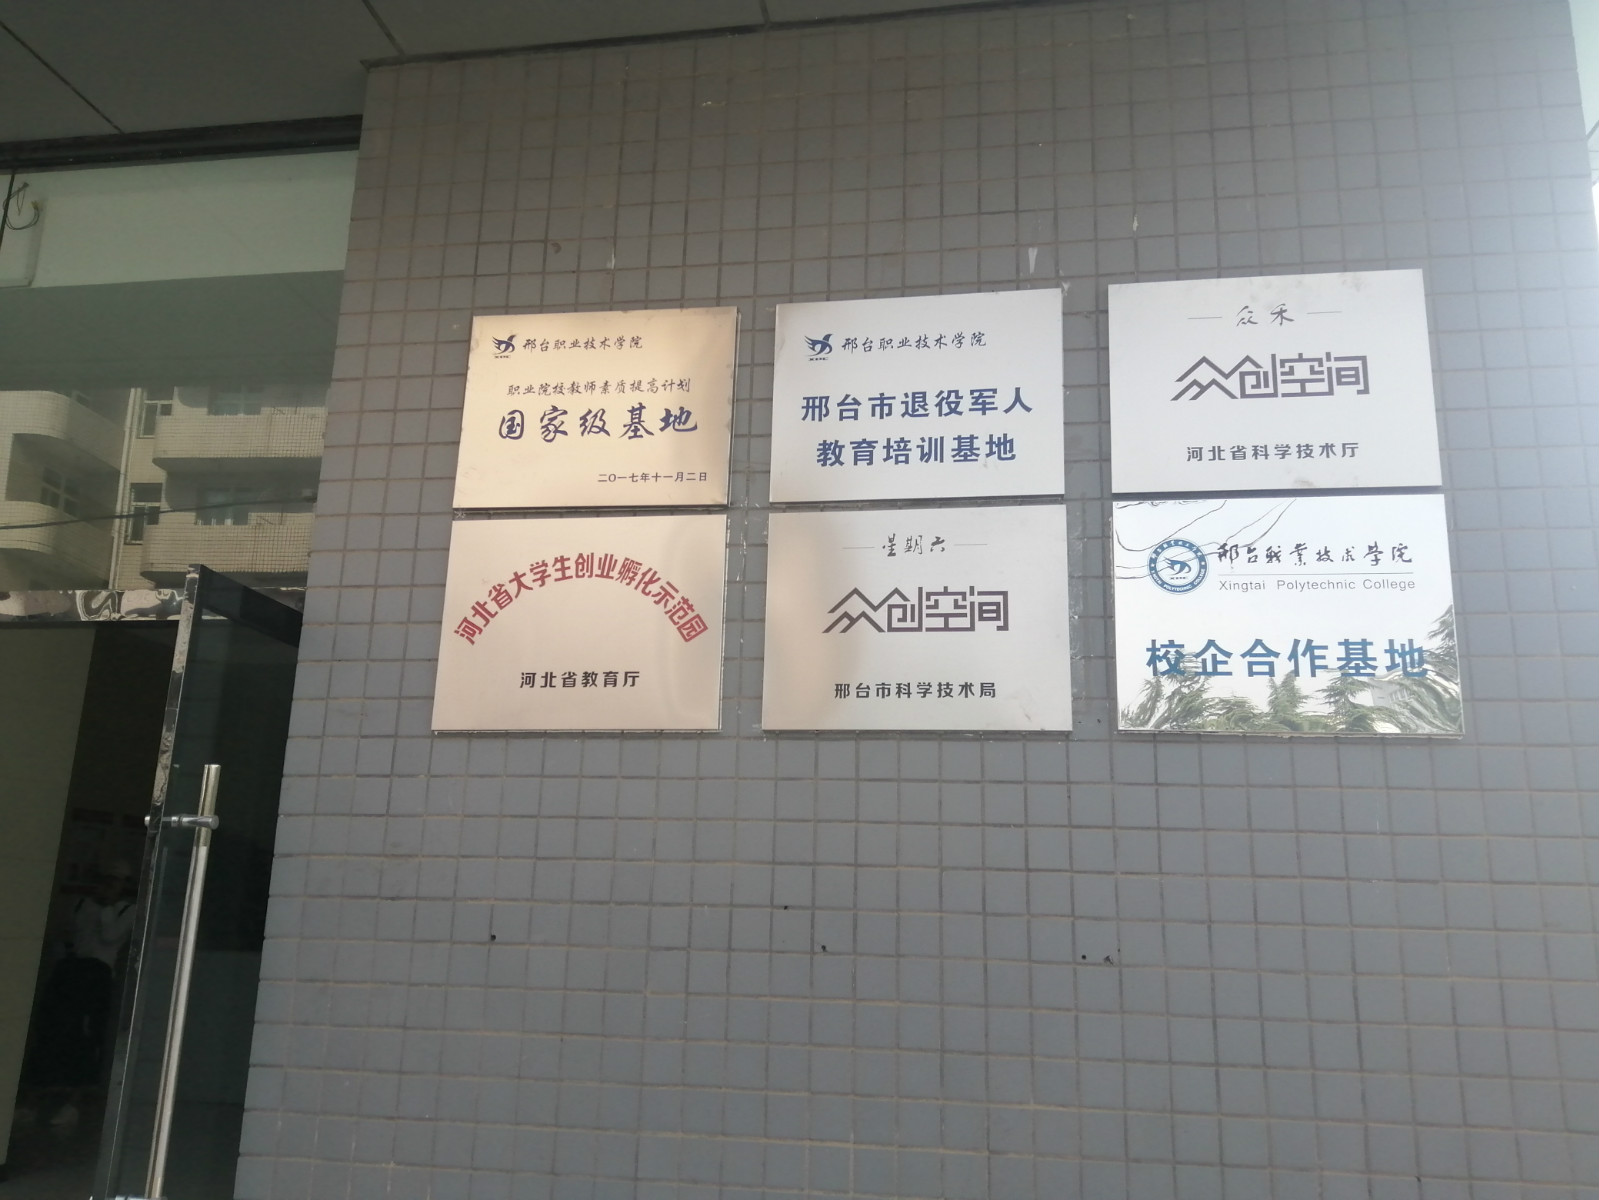 邢台职业技术学院
职业院校教师素质提高计划
国家级基地
二〇一七年十一月二日
邢台职业技术学院
邢台市退役军人
教育培训基地
众禾
众创空间
河北省科学技术厅
河北省大学生创业孵化示范园
河北省教育厅
星期六
众创空间
邢台市科学技术局
邢台职业技术学院
Xingtai Polytechnic College
校企合作基地